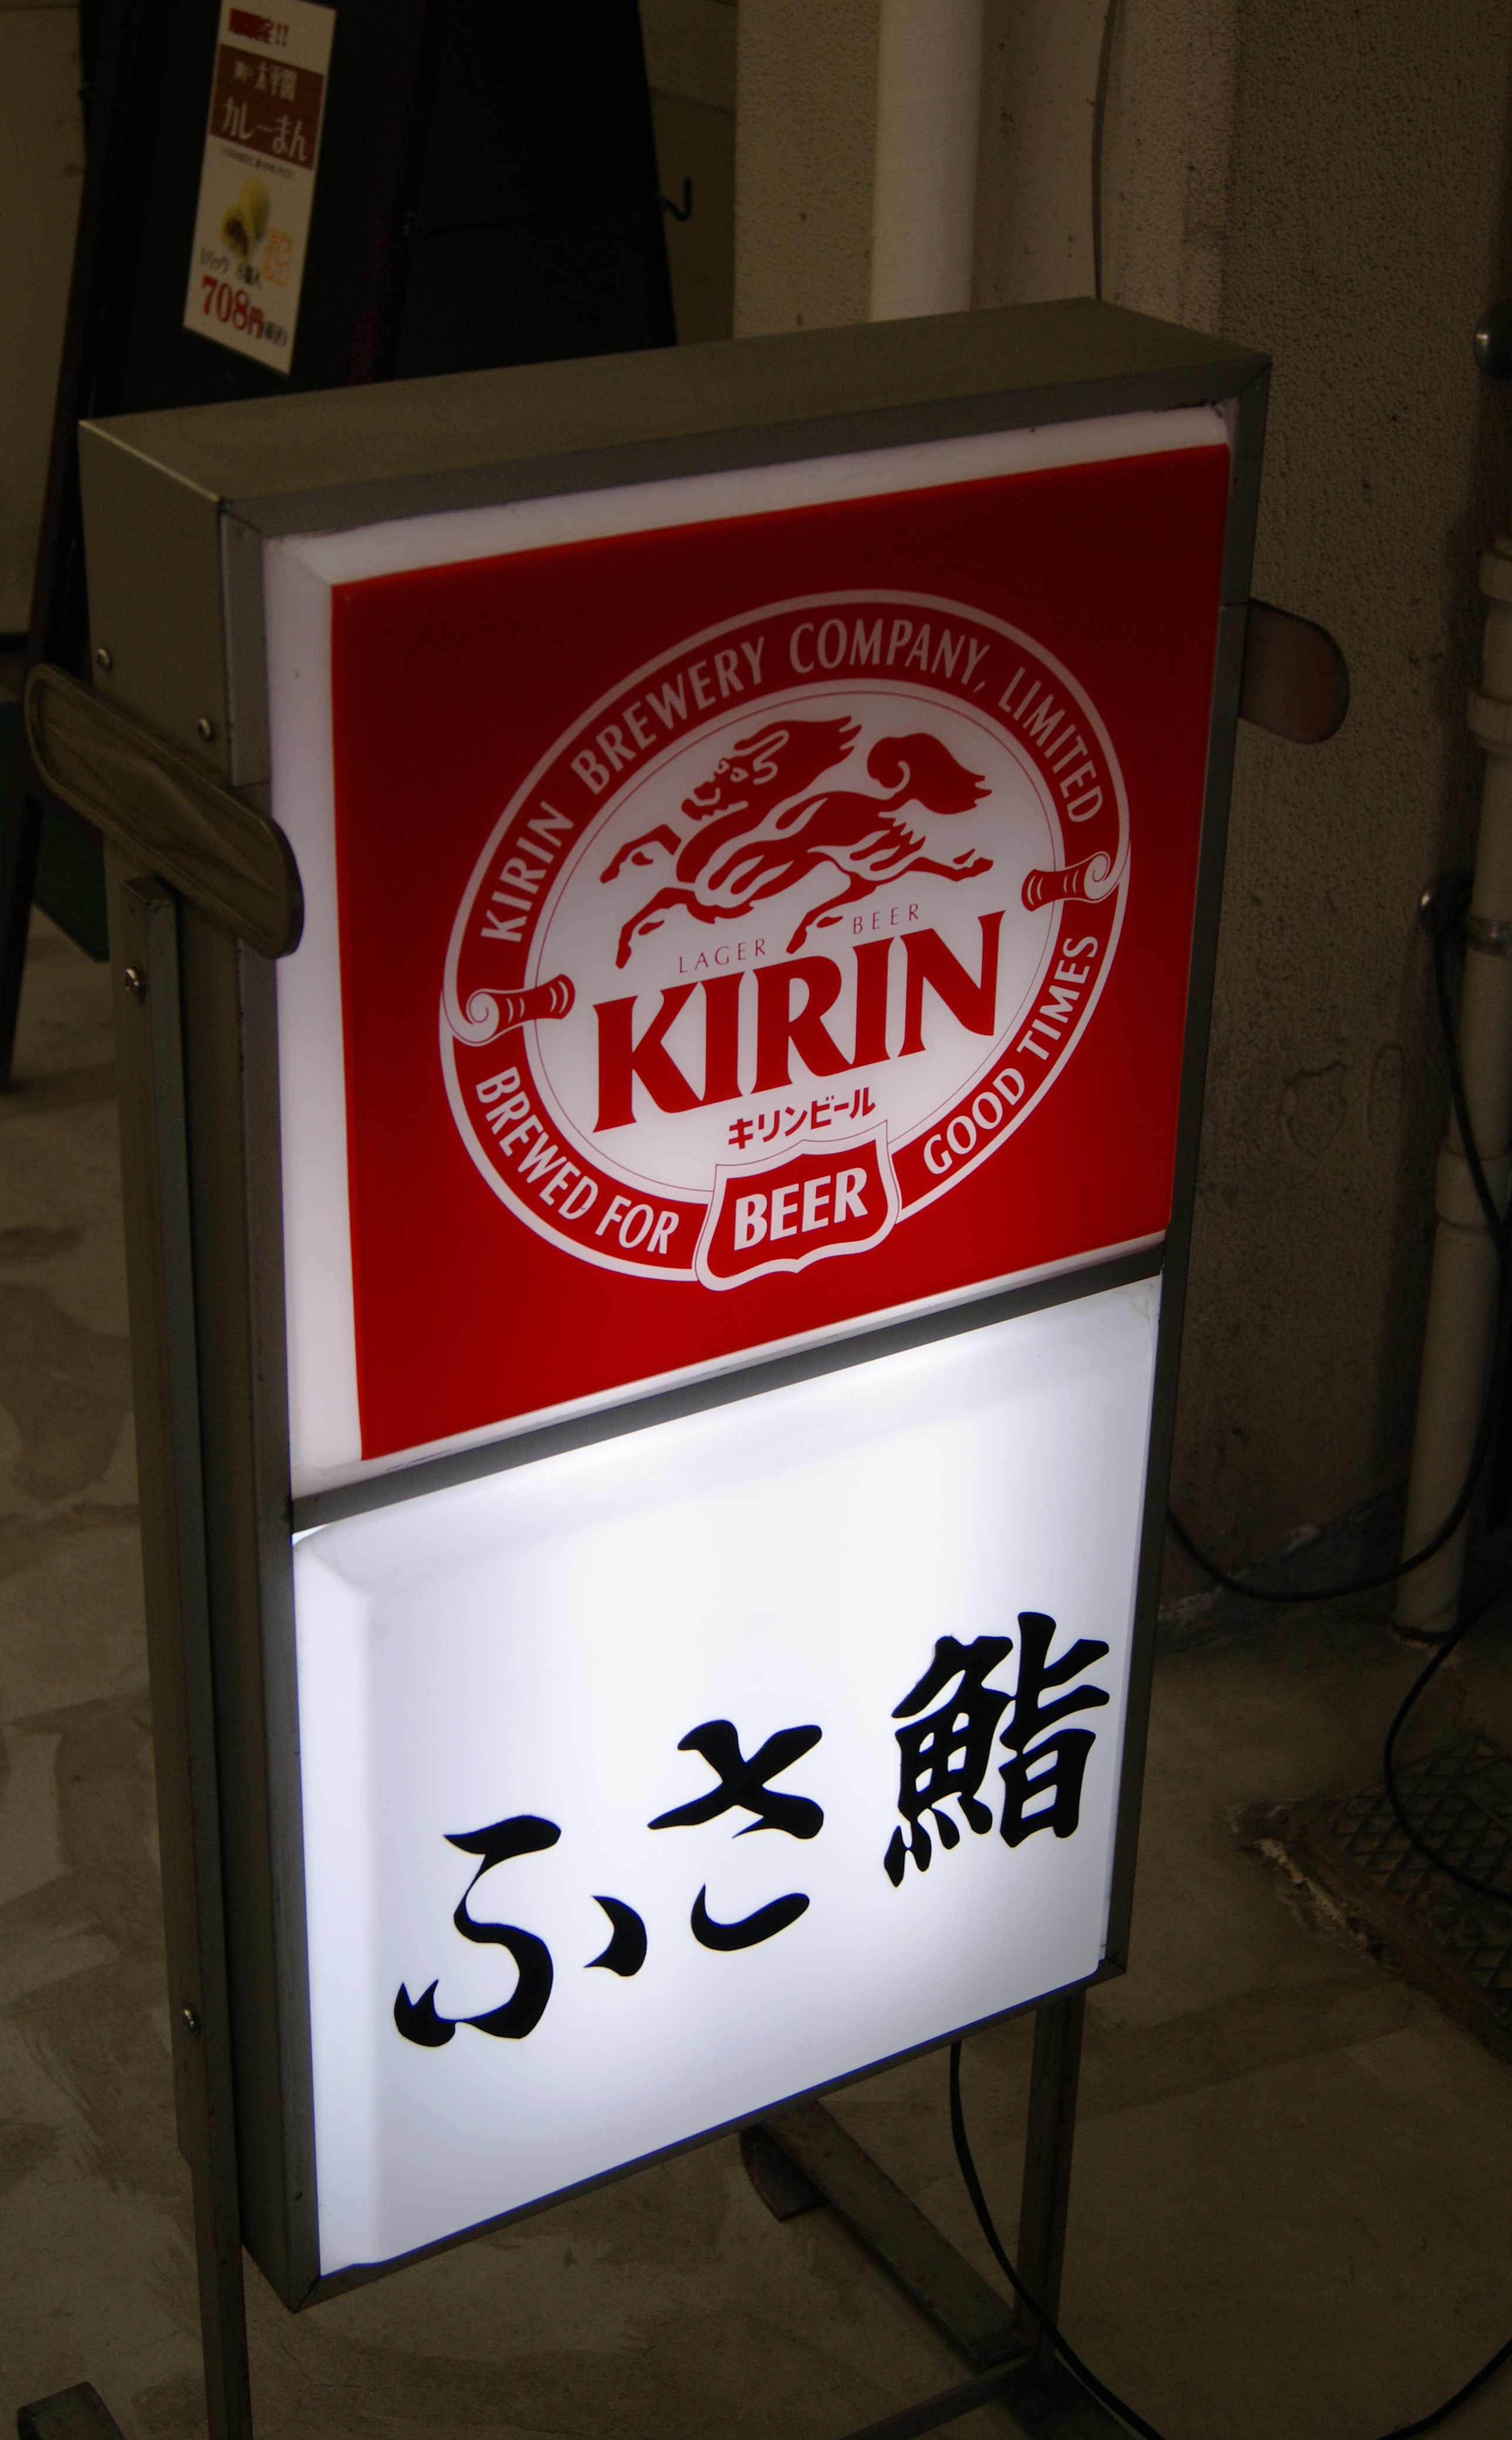 カレーまん
708円
KIRIN BREWERY COMPANY, LIMITED
LAGER BEER
KIRIN
キリンビール
BREWED FOR GOOD TIMES
BEER
ふさ鮨